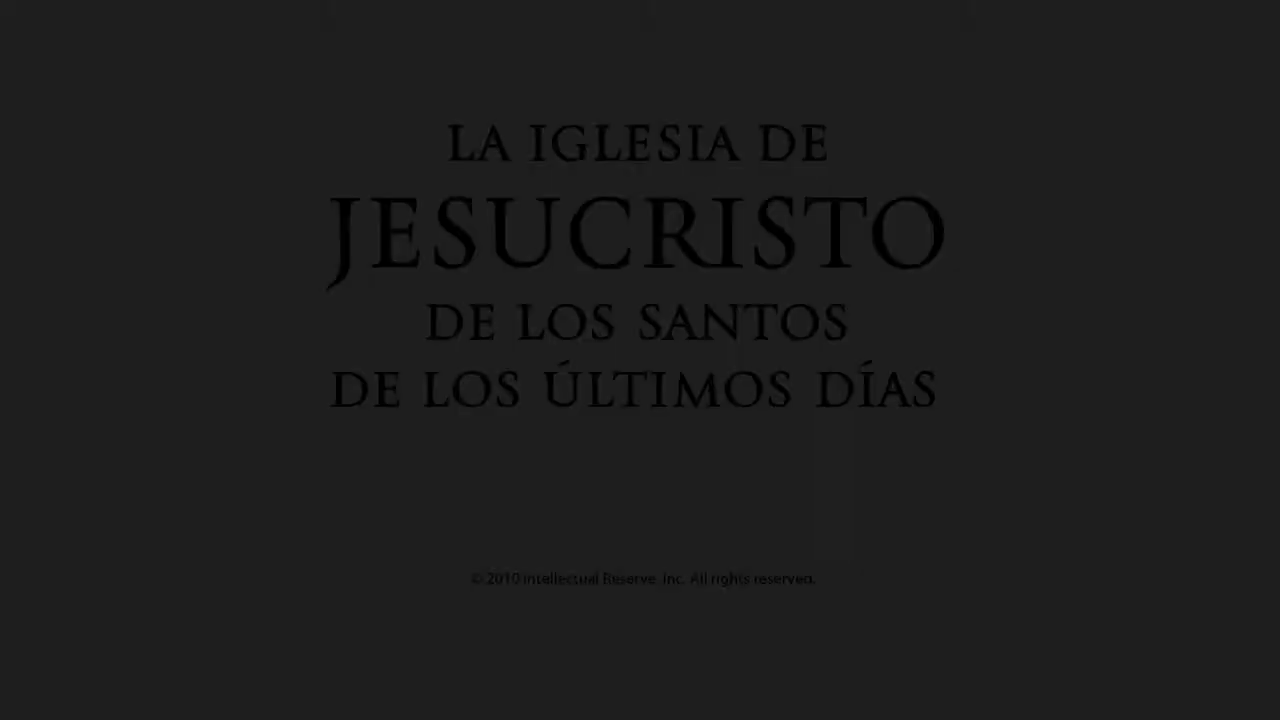 LA IGLESIA DE
JESUCRISTO
DE LOS SANTOS
DE LOS ÚLTIMOS DÍAS
© 2010 Intellectual Reserve, Inc. All rights reserved.